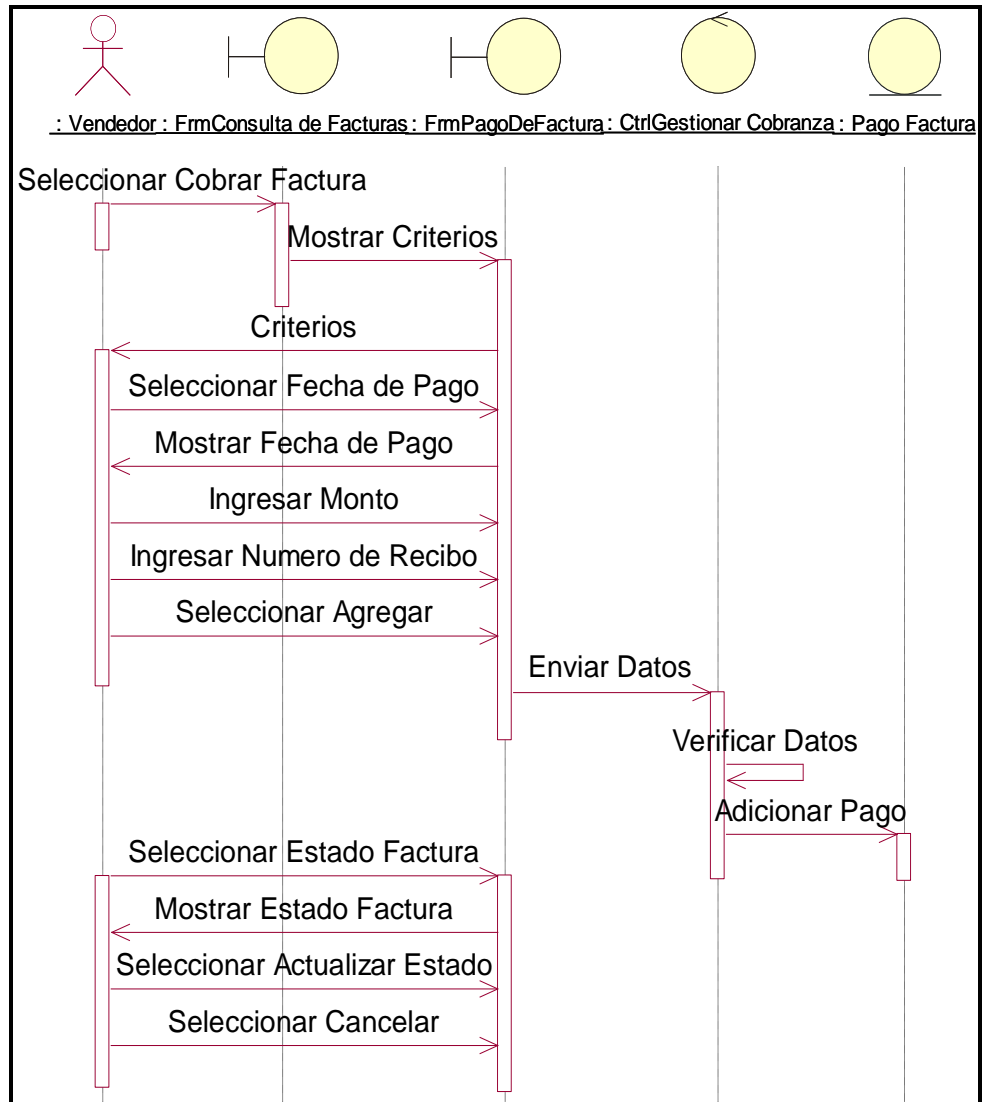 : Vendedor : FrmConsulta de Facturas : FrmPagoDeFactura : CtrlGestionar Cobranza : Pago Factura
Seleccionar Cobrar Factura
Mostrar Criterios
Criterios
Seleccionar Fecha de Pago
Mostrar Fecha de Pago
Ingresar Monto
Ingresar Numero de Recibo
Seleccionar Agregar
Enviar Datos
Verificar Datos
Adicionar Pago
Seleccionar Estado Factura
Mostrar Estado Factura
Seleccionar Actualizar Estado
Seleccionar Cancelar